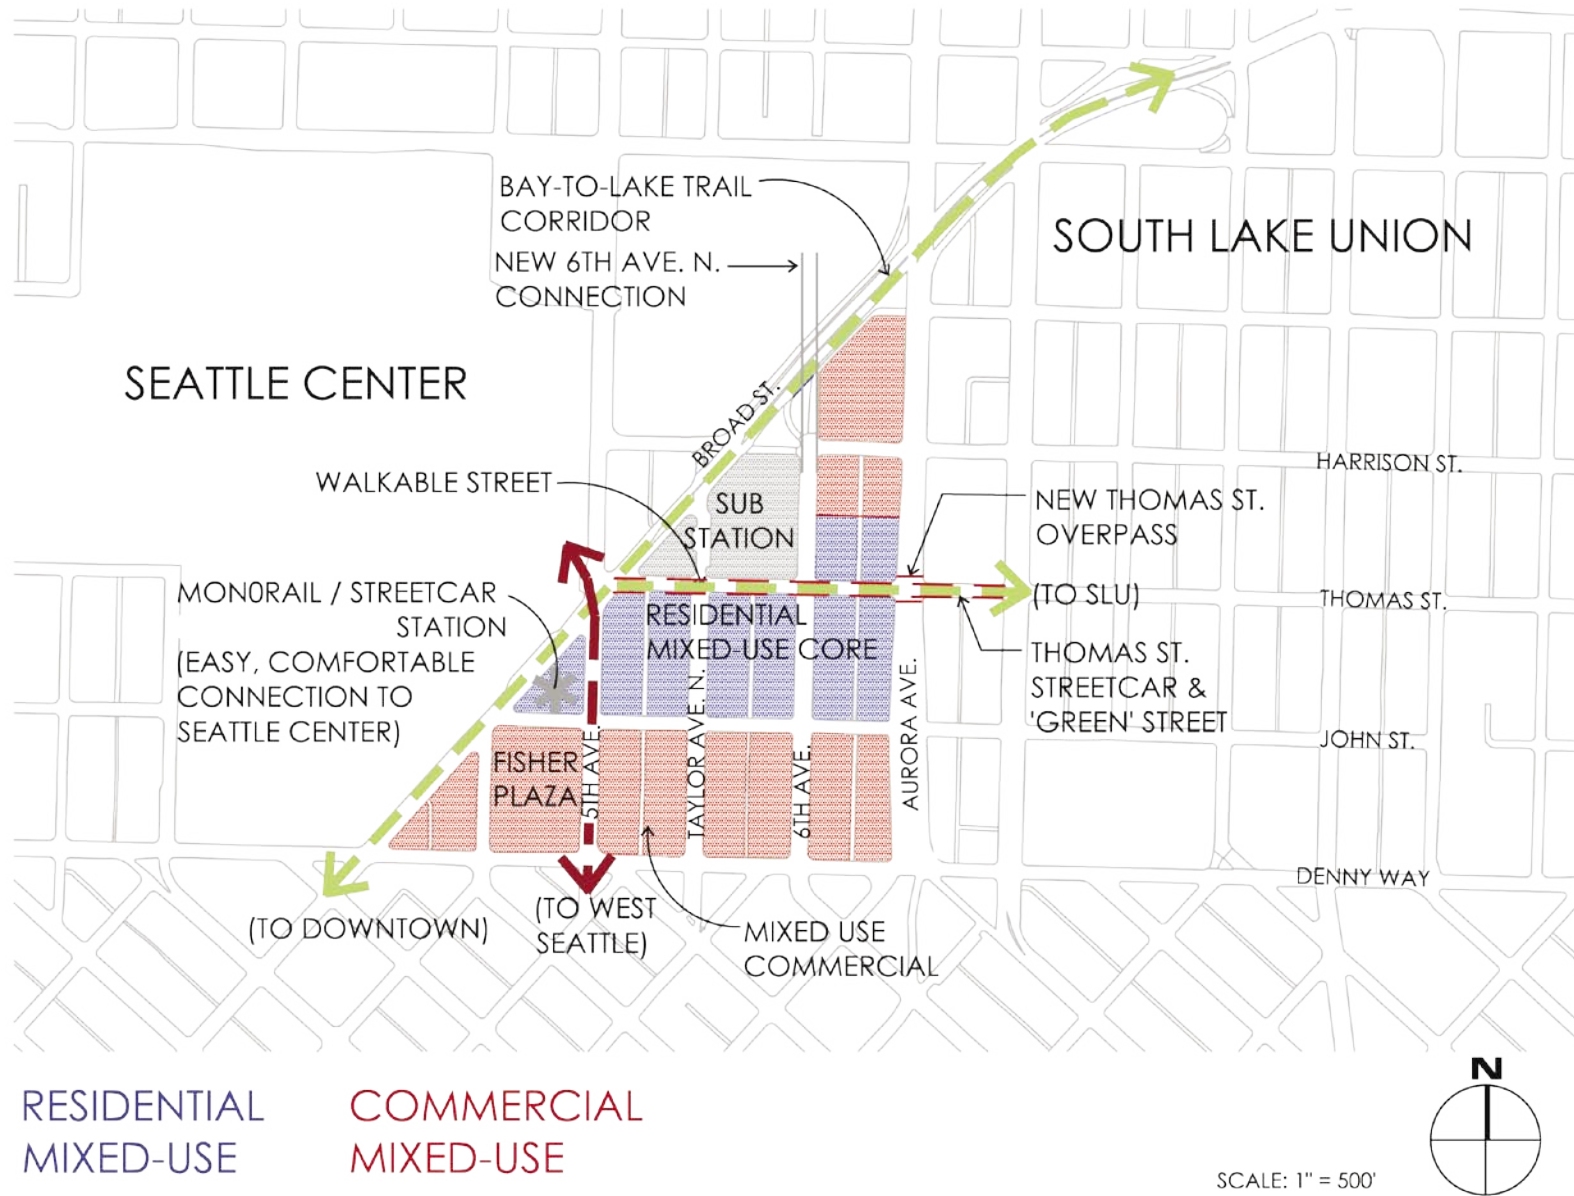 BAY-TO-LAKE TRAIL
CORRIDOR
NEW 6TH AVE. N.
CONNECTION
SOUTH LAKE UNION
SEATTLE CENTER
BROAD ST.
HARRISON ST.
WALKABLE STREET
SUB
STATION
NEW THOMAS ST.
OVERPASS
MON0RAIL / STREETCAR
STATION
(EASY, COMFORTABLE
CONNECTION TO
SEATTLE CENTER)
(TO SLU)
THOMAS ST.
RESIDENTIAL
MIXED-USE CORE
THOMAS ST.
STREETCAR &
'GREEN' STREET
JOHN ST.
FISHER
PLAZA
5TH AVE.
TAYLOR AVE. N.
6TH AVE.
AURORA AVE.
DENNY WAY
(TO DOWNTOWN)
(TO WEST
SEATTLE)
MIXED USE
COMMERCIAL
RESIDENTIAL
MIXED-USE
COMMERCIAL
MIXED-USE
N
SCALE: 1" = 500'